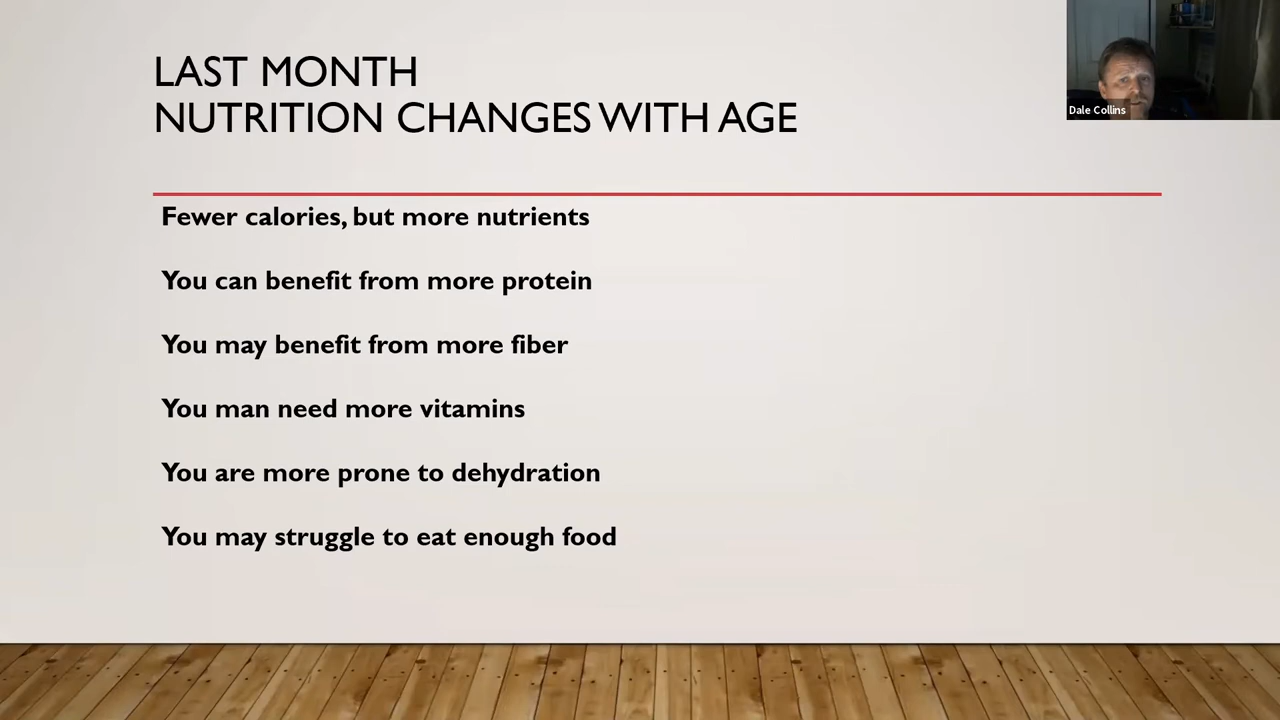 LAST MONTH
NUTRITION CHANGES WITH AGE
Dale Collins
Fewer calories, but more nutrients
You can benefit from more protein
You may benefit from more fiber
You man need more vitamins
You are more prone to dehydration
You may struggle to eat enough food